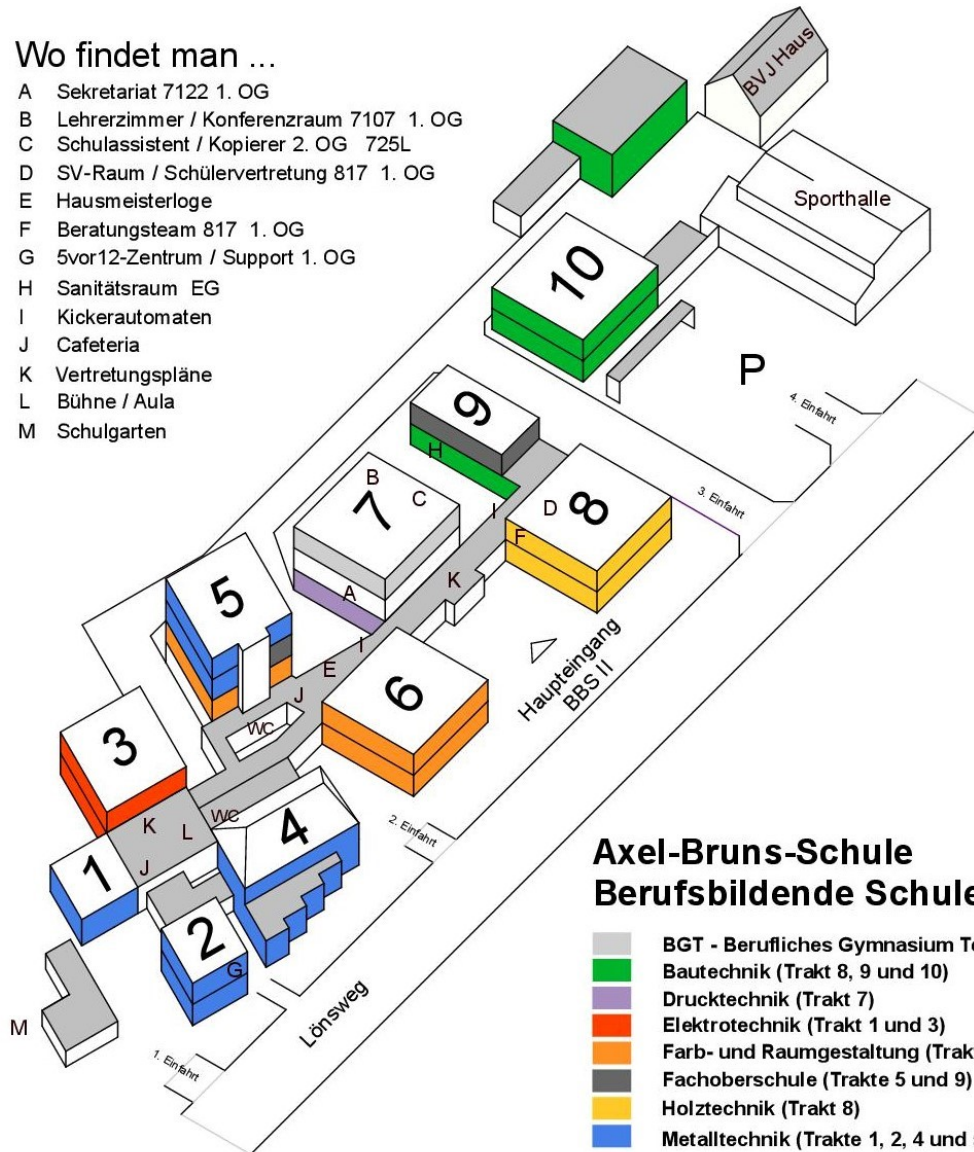 Wo findet man ...
A Sekretariat 7122 1. OG
B Lehrerzimmer / Konferenzraum 7107 1. OG
C Schulassistent / Kopierer 2. OG 725L
D SV-Raum / Schülervertretung 817 1. OG
E Hausmeisterloge
F Beratungsteam 817 1. OG
G 5vor12-Zentrum / Support 1. OG
H Sanitätsraum EG
I Kickerautomaten
J Cafeteria
K Vertretungspläne
L Bühne / Aula
M Schulgarten
BVJ Haus
Sporthalle
10
P
4. Einfahrt
9
H
3. Einfahrt
B
C
7
I
D
8
F
A
K
5
I
E
Haupteingang
BBS II
J
6
WC
3
K
L
WC
4
2. Einfahrt
J
1
2
G
M
Lönsweg
1. Einfahrt
Axel-Bruns-Schule
Berufsbildende Schule
BGT - Berufliches Gymnasium
Bautechnik (Trakt 8, 9 und 10)
Drucktechnik (Trakt 7)
Elektrotechnik (Trakt 1 und 3)
Farb- und Raumgestaltung (Trak
Fachoberschule (Trakte 5 und 9)
Holztechnik (Trakt 8)
Metalltechnik (Trakte 1, 2, 4 und